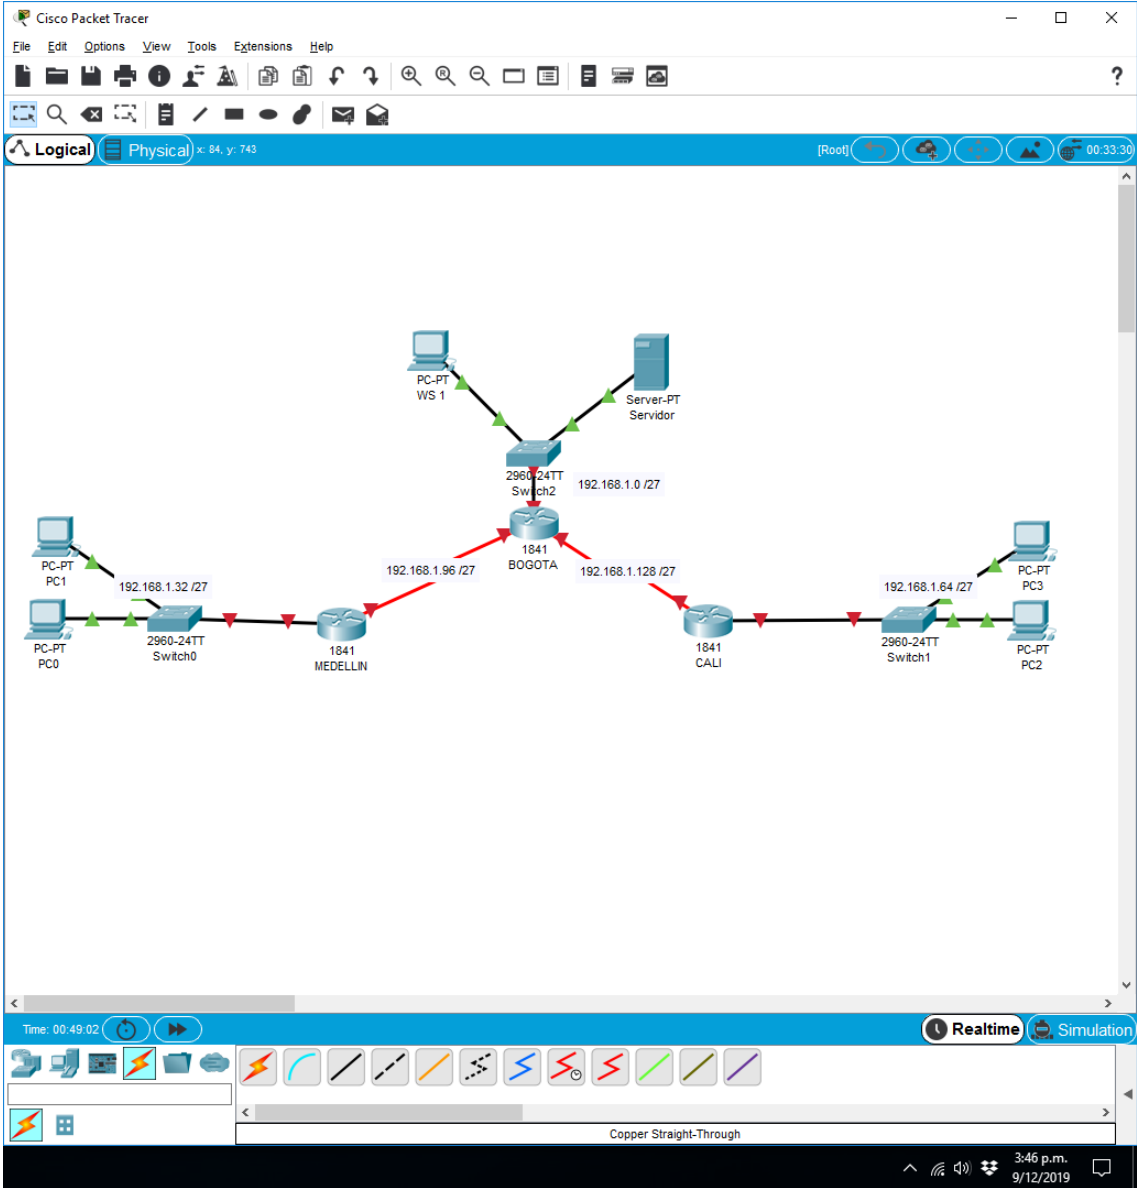 Cisco Packet Tracer
File Edit Options View Tools Extensions Help
?
Logical Physical x: 84, y: 743 [Root] 00:33:30
PC-PT
WS 1
Server-PT
Servidor
2960-24TT
Switch2
192.168.1.0 /27
1841
BOGOTA
192.168.1.96 /27
192.168.1.128 /27
PC-PT
PC1
192.168.1.32 /27
PC-PT
PC0
2960-24TT
Switch0
1841
MEDELLIN
1841
CALI
192.168.1.64 /27
2960-24TT
Switch1
PC-PT
PC3
PC-PT
PC2
Time: 00:49:02 Realtime Simulation
Copper Straight-Through
3:46 p.m.
9/12/2019